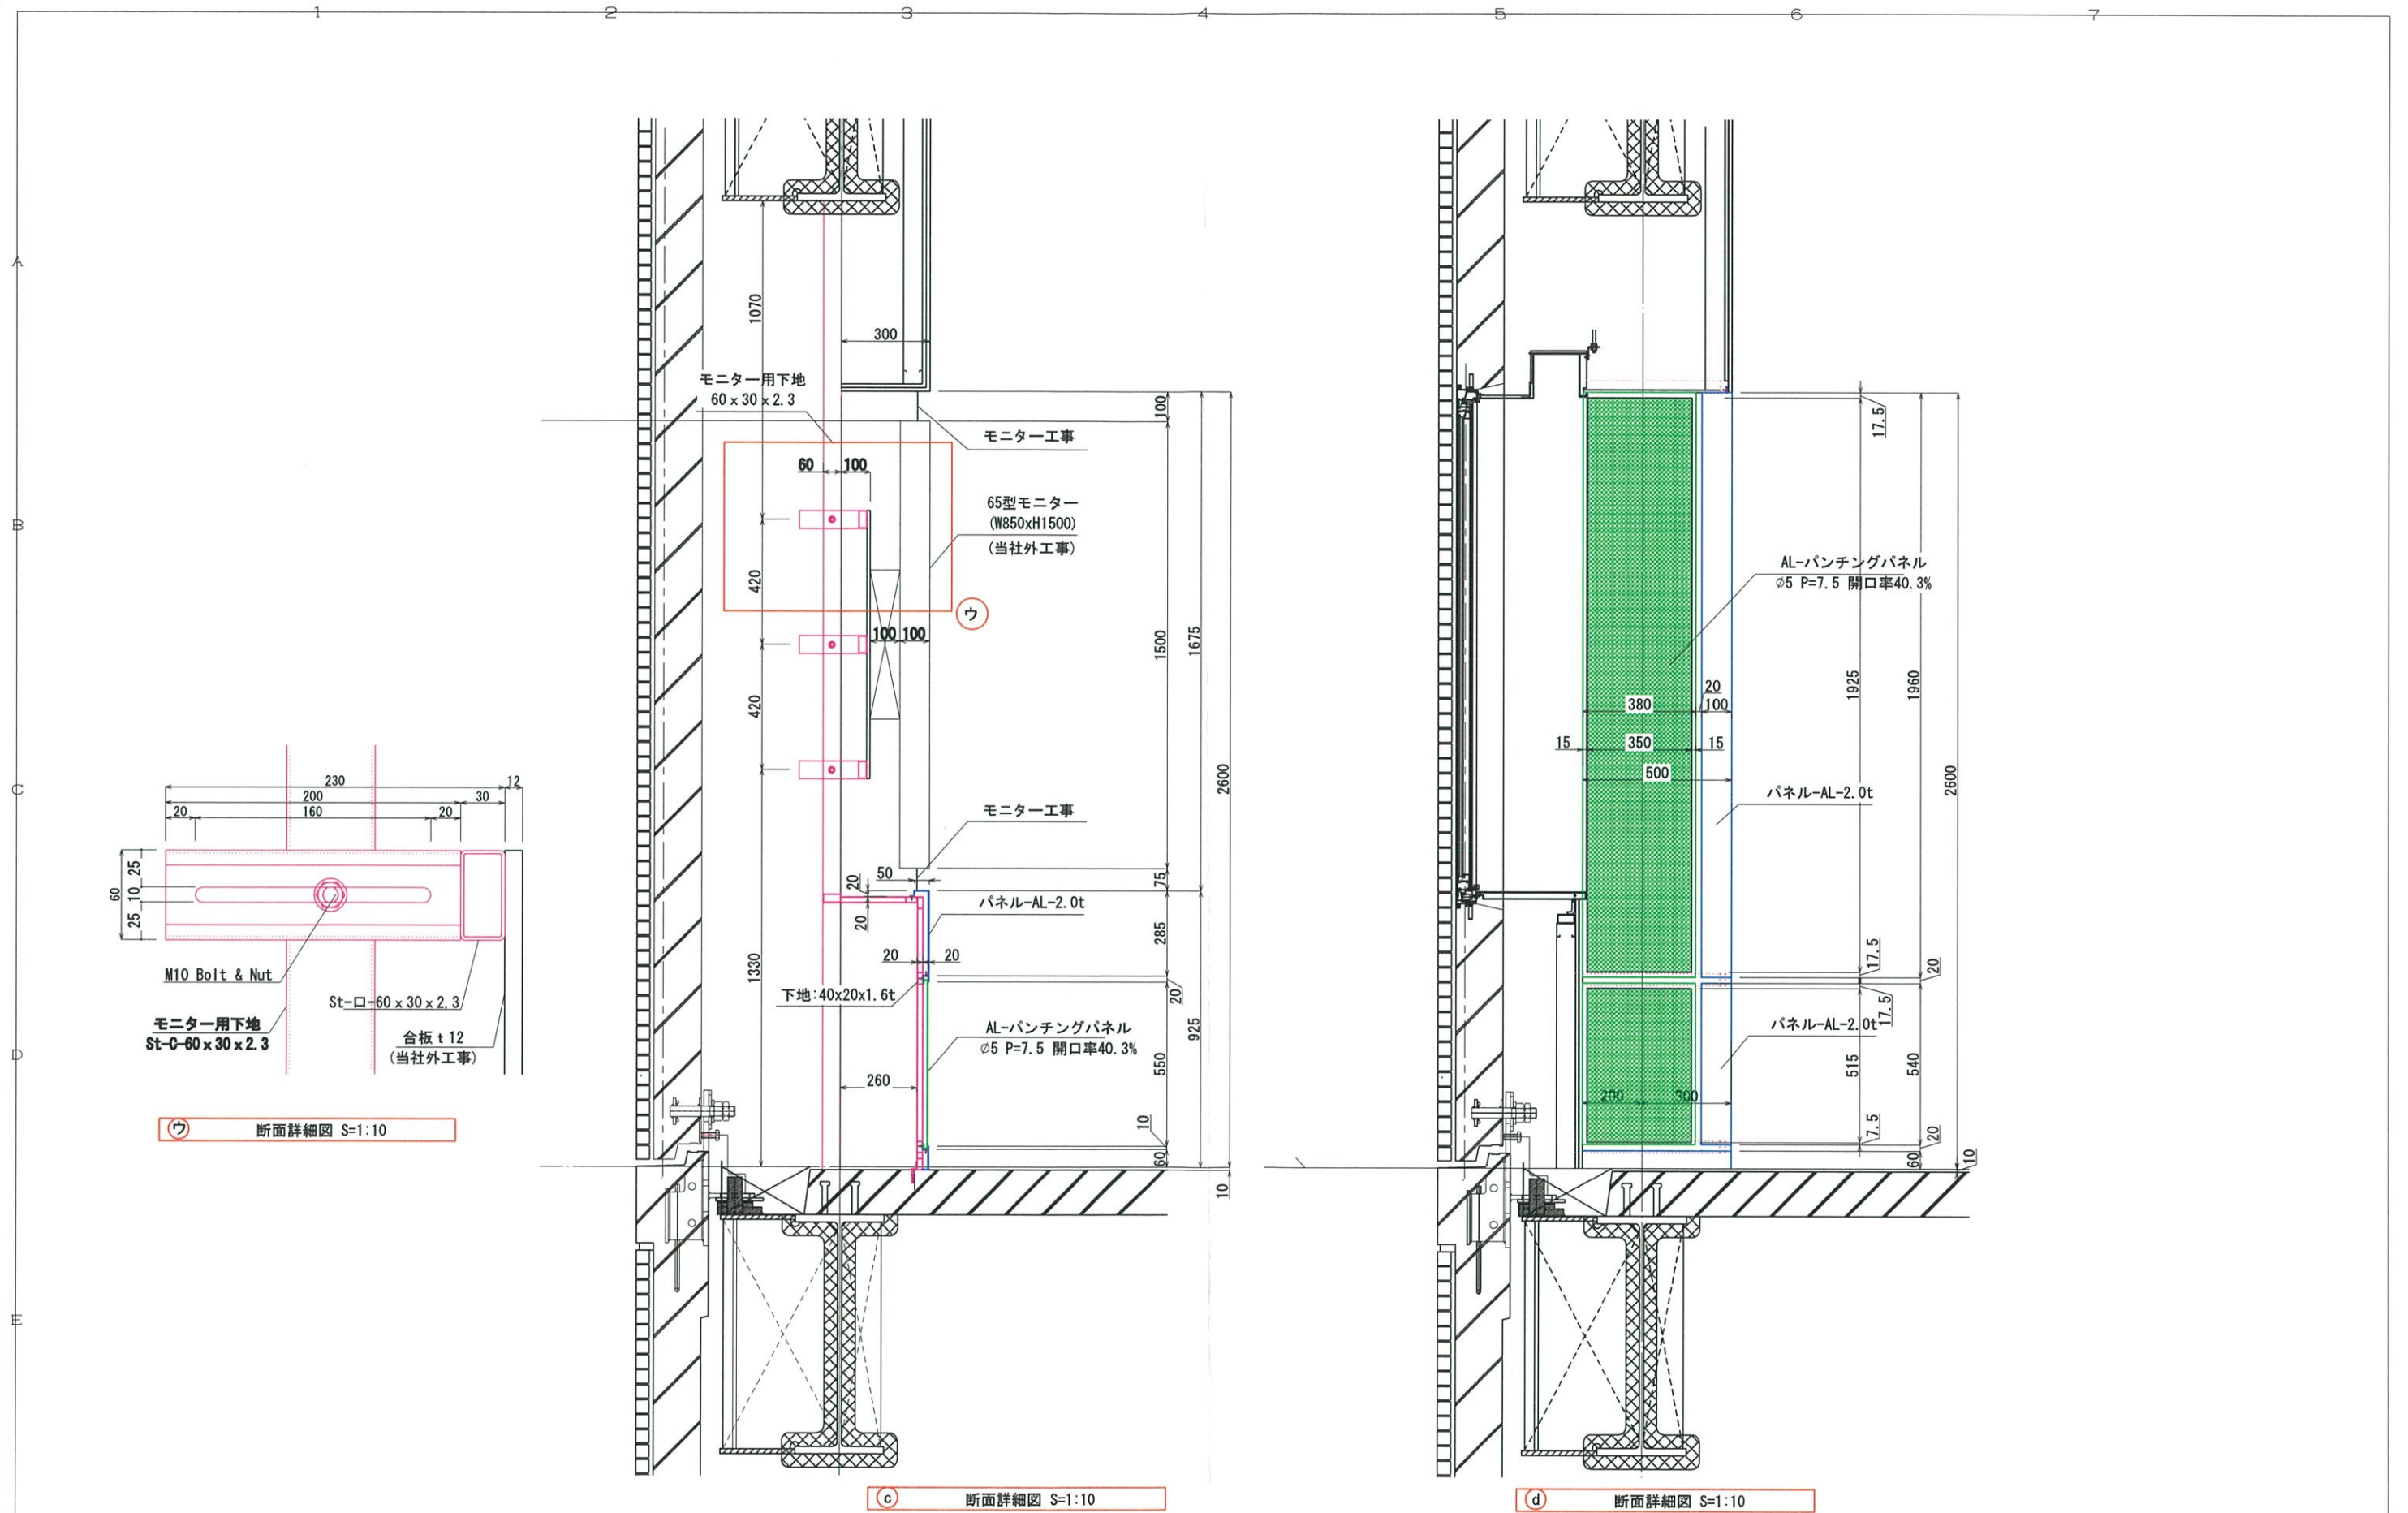 1
2
3
4
5
6
7
A
B
C
D
E
230
12
200
30
20
160
20
60
25
10
25
M10 Bolt & Nut
St-ロ-60 x 30 x 2.3
モニター用下地
St-C-60 x 30 x 2.3
合板 t 12
(当社外工事)
ウ
断面詳細図 S=1:10
1070
300
モニター用下地
60 x 30 x 2.3
100
モニター工事
60
100
65型モニター
(W850xH1500)
(当社外工事)
420
ウ
100
100
1500
1675
420
2600
モニター工事
50
20
75
20
パネル-AL-2.0t
285
20
20
1330
下地:40x20x1.6t
20
925
AL-パンチングパネル
∅5 P=7.5 開口率40.3%
550
260
10
60
10
c
断面詳細図 S=1:10
17.5
AL-パンチングパネル
∅5 P=7.5 開口率40.3%
1925
1960
20
380
100
15
350
15
500
パネル-AL-2.0t
2600
17.5
20
17.5
パネル-AL-2.0t
515
540
200
300
7.5
20
60
10
d
断面詳細図 S=1:10